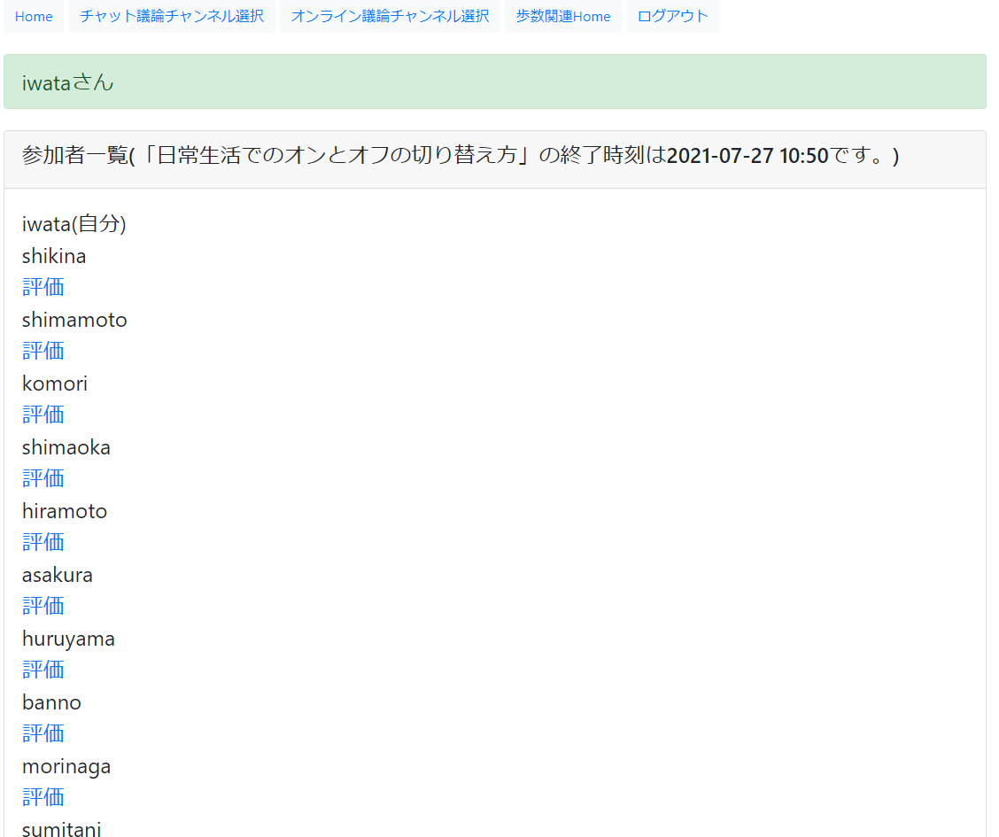 Home チャット議論チャンネル選択 オンライン議論チャンネル選択 歩数関連Home ログアウト
iwataさん
参加者一覧(「日常生活でのオンとオフの切り替え方」の終了時刻は2021-07-27 10:50です。)
iwata(自分)
shikina
評価
shimamoto
評価
komori
評価
shimaoka
評価
hiramoto
評価
asakura
評価
huruyama
評価
banno
評価
morinaga
評価
sumitani